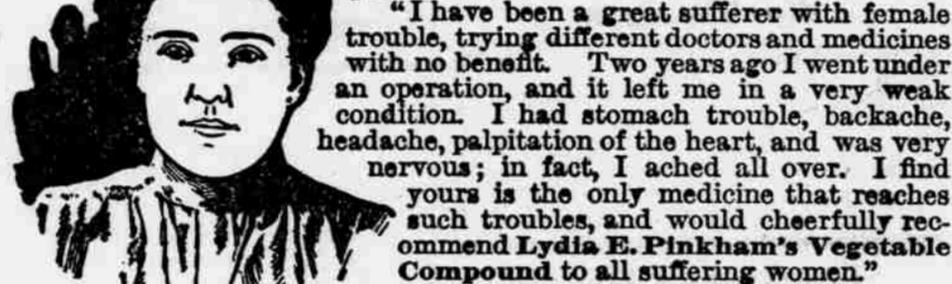 “I have been a great sufferer with female
trouble, trying different doctors and medicines
with no benefit. Two years ago I went under
an operation, and it left me in a very weak
condition. I had stomach trouble, backache,
headache, palpitation of the heart, and was very
nervous; in fact, I ached all over. I find
yours is the only medicine that reaches
such troubles, and would cheerfully rec-
ommend Lydia E. Pinkham's Vegetable
Compound to all suffering women.”